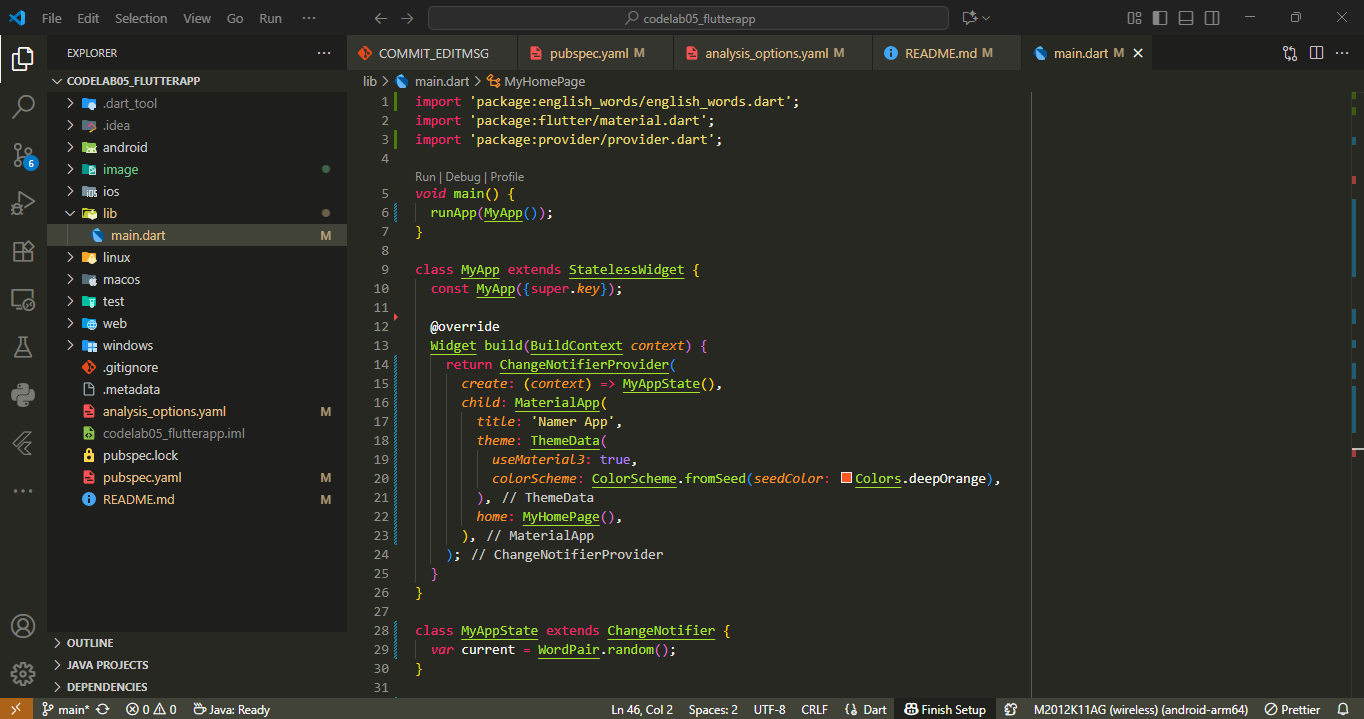 File Edit Selection View Go Run ···
codelab05_flutterapp
EXPLORER
COMMIT_EDITMSG
pubspec.yaml M
analysis_options.yaml M
README.md M
main.dart M
CODELAB05_FLUTTERAPP
.dart_tool
.idea
android
image
ios
lib
main.dart M
linux
macos
test
web
windows
.gitignore
.metadata
analysis_options.yaml M
codelab05_flutterapp.iml
pubspec.lock
pubspec.yaml M
README.md M
OUTLINE
JAVA PROJECTS
DEPENDENCIES
6
lib > main.dart > MyHomePage
1 import 'package:english_words/english_words.dart';
2 import 'package:flutter/material.dart';
3 import 'package:provider/provider.dart';
4
Run | Debug | Profile
5 void main() {
6 runApp(MyApp());
7 }
8
9 class MyApp extends StatelessWidget {
10 const MyApp({super.key});
11
12 @override
13 Widget build(BuildContext context) {
14 return ChangeNotifierProvider(
15 create: (context) => MyAppState(),
16 child: MaterialApp(
17 title: 'Namer App',
18 theme: ThemeData(
19 useMaterial3: true,
20 colorScheme: ColorScheme.fromSeed(seedColor: Colors.deepOrange),
21 ), // ThemeData
22 home: MyHomePage(),
23 ), // MaterialApp
24 ); // ChangeNotifierProvider
25 }
26 }
27
28 class MyAppState extends ChangeNotifier {
29 var current = WordPair.random();
30 }
31
main* 0 0 Java: Ready Ln 46, Col 2 Spaces: 2 UTF-8 CRLF {} Dart Finish Setup M2012K11AG (wireless) (android-arm64) Prettier